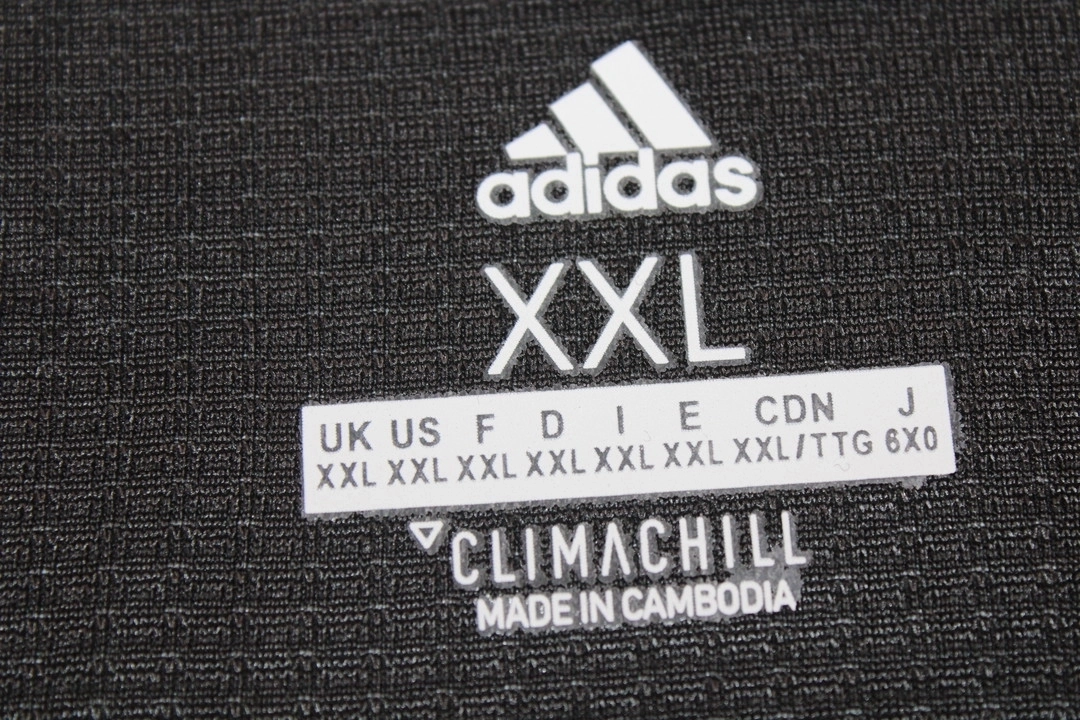 adidas
XXL
UK US F D I E CDN J
XXL XXL XXL XXL XXL XXL XXL/TTG 6X0
CLIMACHILL
MADE IN CAMBODIA